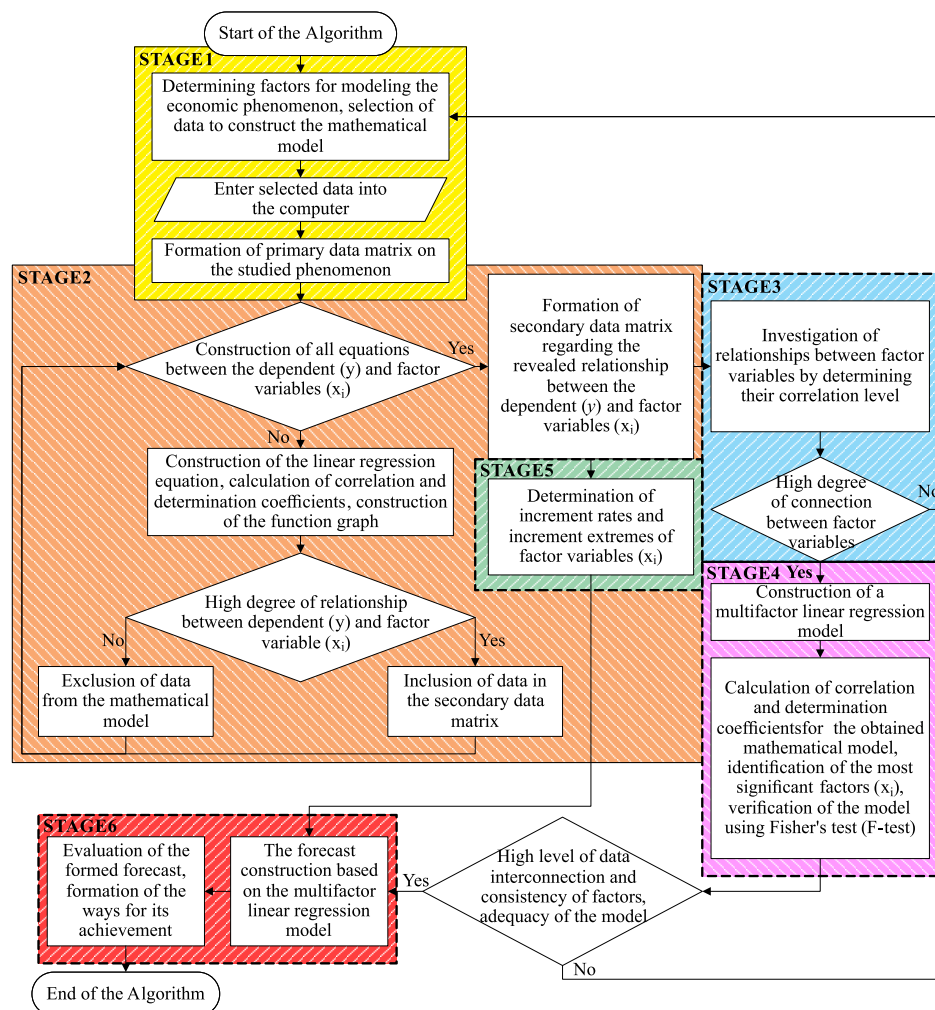 Start of the Algorithm
STAGE1
Determining factors for modeling the
economic phenomenon, selection of
data to construct the mathematical
model
Enter selected data into
the computer
Formation of primary data matrix on
the studied phenomenon
STAGE2
Construction of all equations
between the dependent (y) and factor
variables (xi)
Yes
No
Formation of
secondary data matrix
regarding the
revealed relationship
between the
dependent (y) and factor
variables (xi)
STAGE3
Investigation of
relationships between factor
variables by determining
their correlation level
High degree
of connection
between factor
variables
No
Construction of the linear regression
equation, calculation of correlation and
determination coefficients, construction
of the function graph
STAGE5
Determination of
increment rates and
increment extremes of
factor variables (xi)
High degree of relationship
between dependent (y) and factor
variable (xi)
No
Yes
Exclusion of data
from the mathematical
model
Inclusion of data in
the secondary data
matrix
STAGE4 Yes
Construction of a
multifactor linear regression
model
Calculation of correlation
and determination
coefficientsfor the obtained
mathematical model,
identification of the most
significant factors (xi),
verification of the model
using Fisher's test (F-test)
STAGE6
Evaluation of the
formed forecast,
formation of the
ways for its
achievement
The forecast
construction based on
the multifactor
linear regression
model
Yes
High level of data
interconnection and
consistency of factors,
adequacy of the model
No
End of the Algorithm